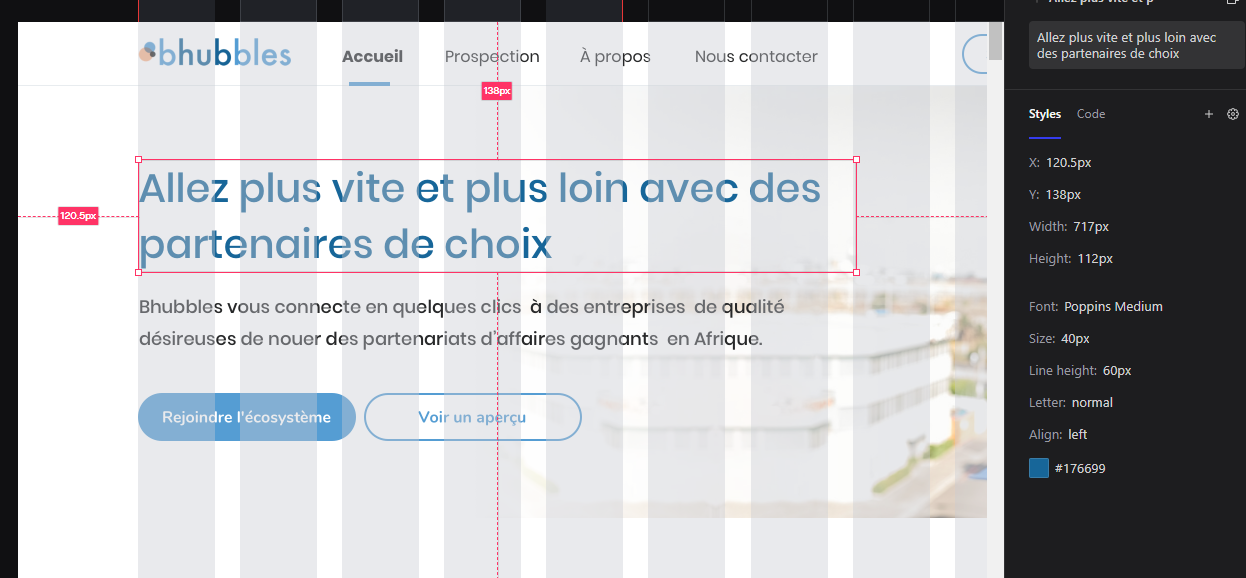 Allez plus vite et p
bhubbles
Accueil
Prospection
À propos
Nous contacter
Allez plus vite et plus loin avec
des partenaires de choix
138px
Styles
Code
X: 120.5px
Y: 138px
Width: 717px
Height: 112px
120.5px
Allez plus vite et plus loin avec des
partenaires de choix
Bhubbles vous connecte en quelques clics à des entreprises de qualité
désireuses de nouer des partenariats d'affaires gagnants en Afrique.
Rejoindre l'écosystème
Voir un aperçu
Font: Poppins Medium
Size: 40px
Line height: 60px
Letter: normal
Align: left
#176699